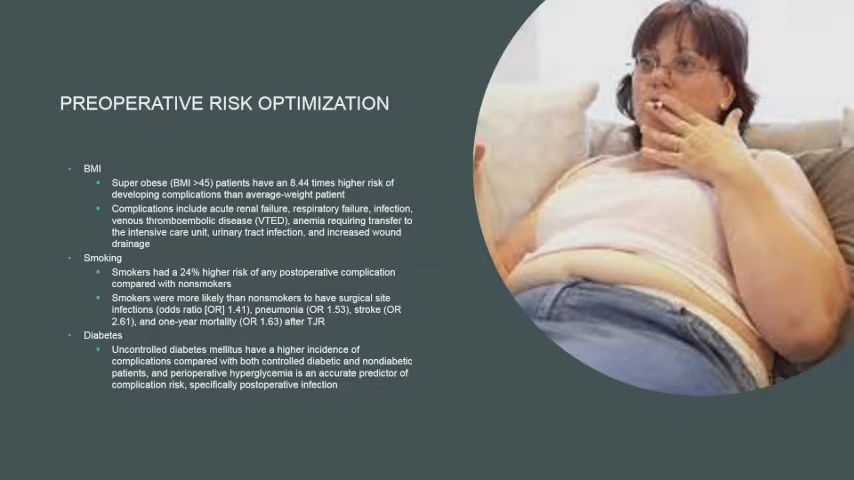 PREOPERATIVE RISK OPTIMIZATION
BMI
Super obese (BMI >45) patients have an 8.44 times higher risk of
developing complications than average-weight patient
Complications include acute renal failure, respiratory failure, infection,
venous thromboembolic disease (VTED), anemia requiring transfer to
the intensive care unit, urinary tract infection, and increased wound
drainage
Smoking
Smokers had a 24% higher risk of any postoperative complication
compared with nonsmokers
Smokers were more likely than nonsmokers to have surgical site
infections (odds ratio [OR] 1.41), pneumonia (OR 1.53), stroke (OR
2.61), and one-year mortality (OR 1.63) after TJR
Diabetes
Uncontrolled diabetes mellitus have a higher incidence of
complications compared with both controlled diabetic and nondiabetic
patients, and perioperative hyperglycemia is an accurate predictor of
complication risk, specifically postoperative infection